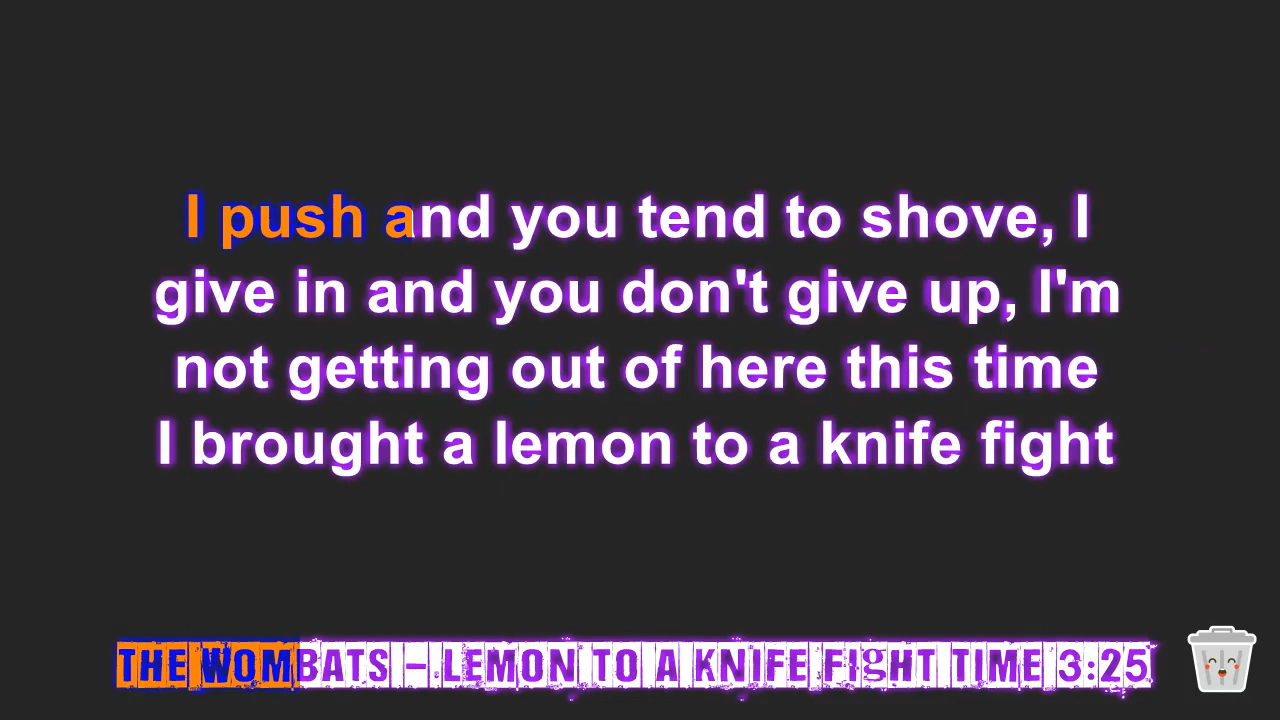 I push and you tend to shove, I
give in and you don't give up, I'm
not getting out of here this time
I brought a lemon to a knife fight
THE WOMBATS - LEMON TO A KNIFE FIgHT TIME 3:25